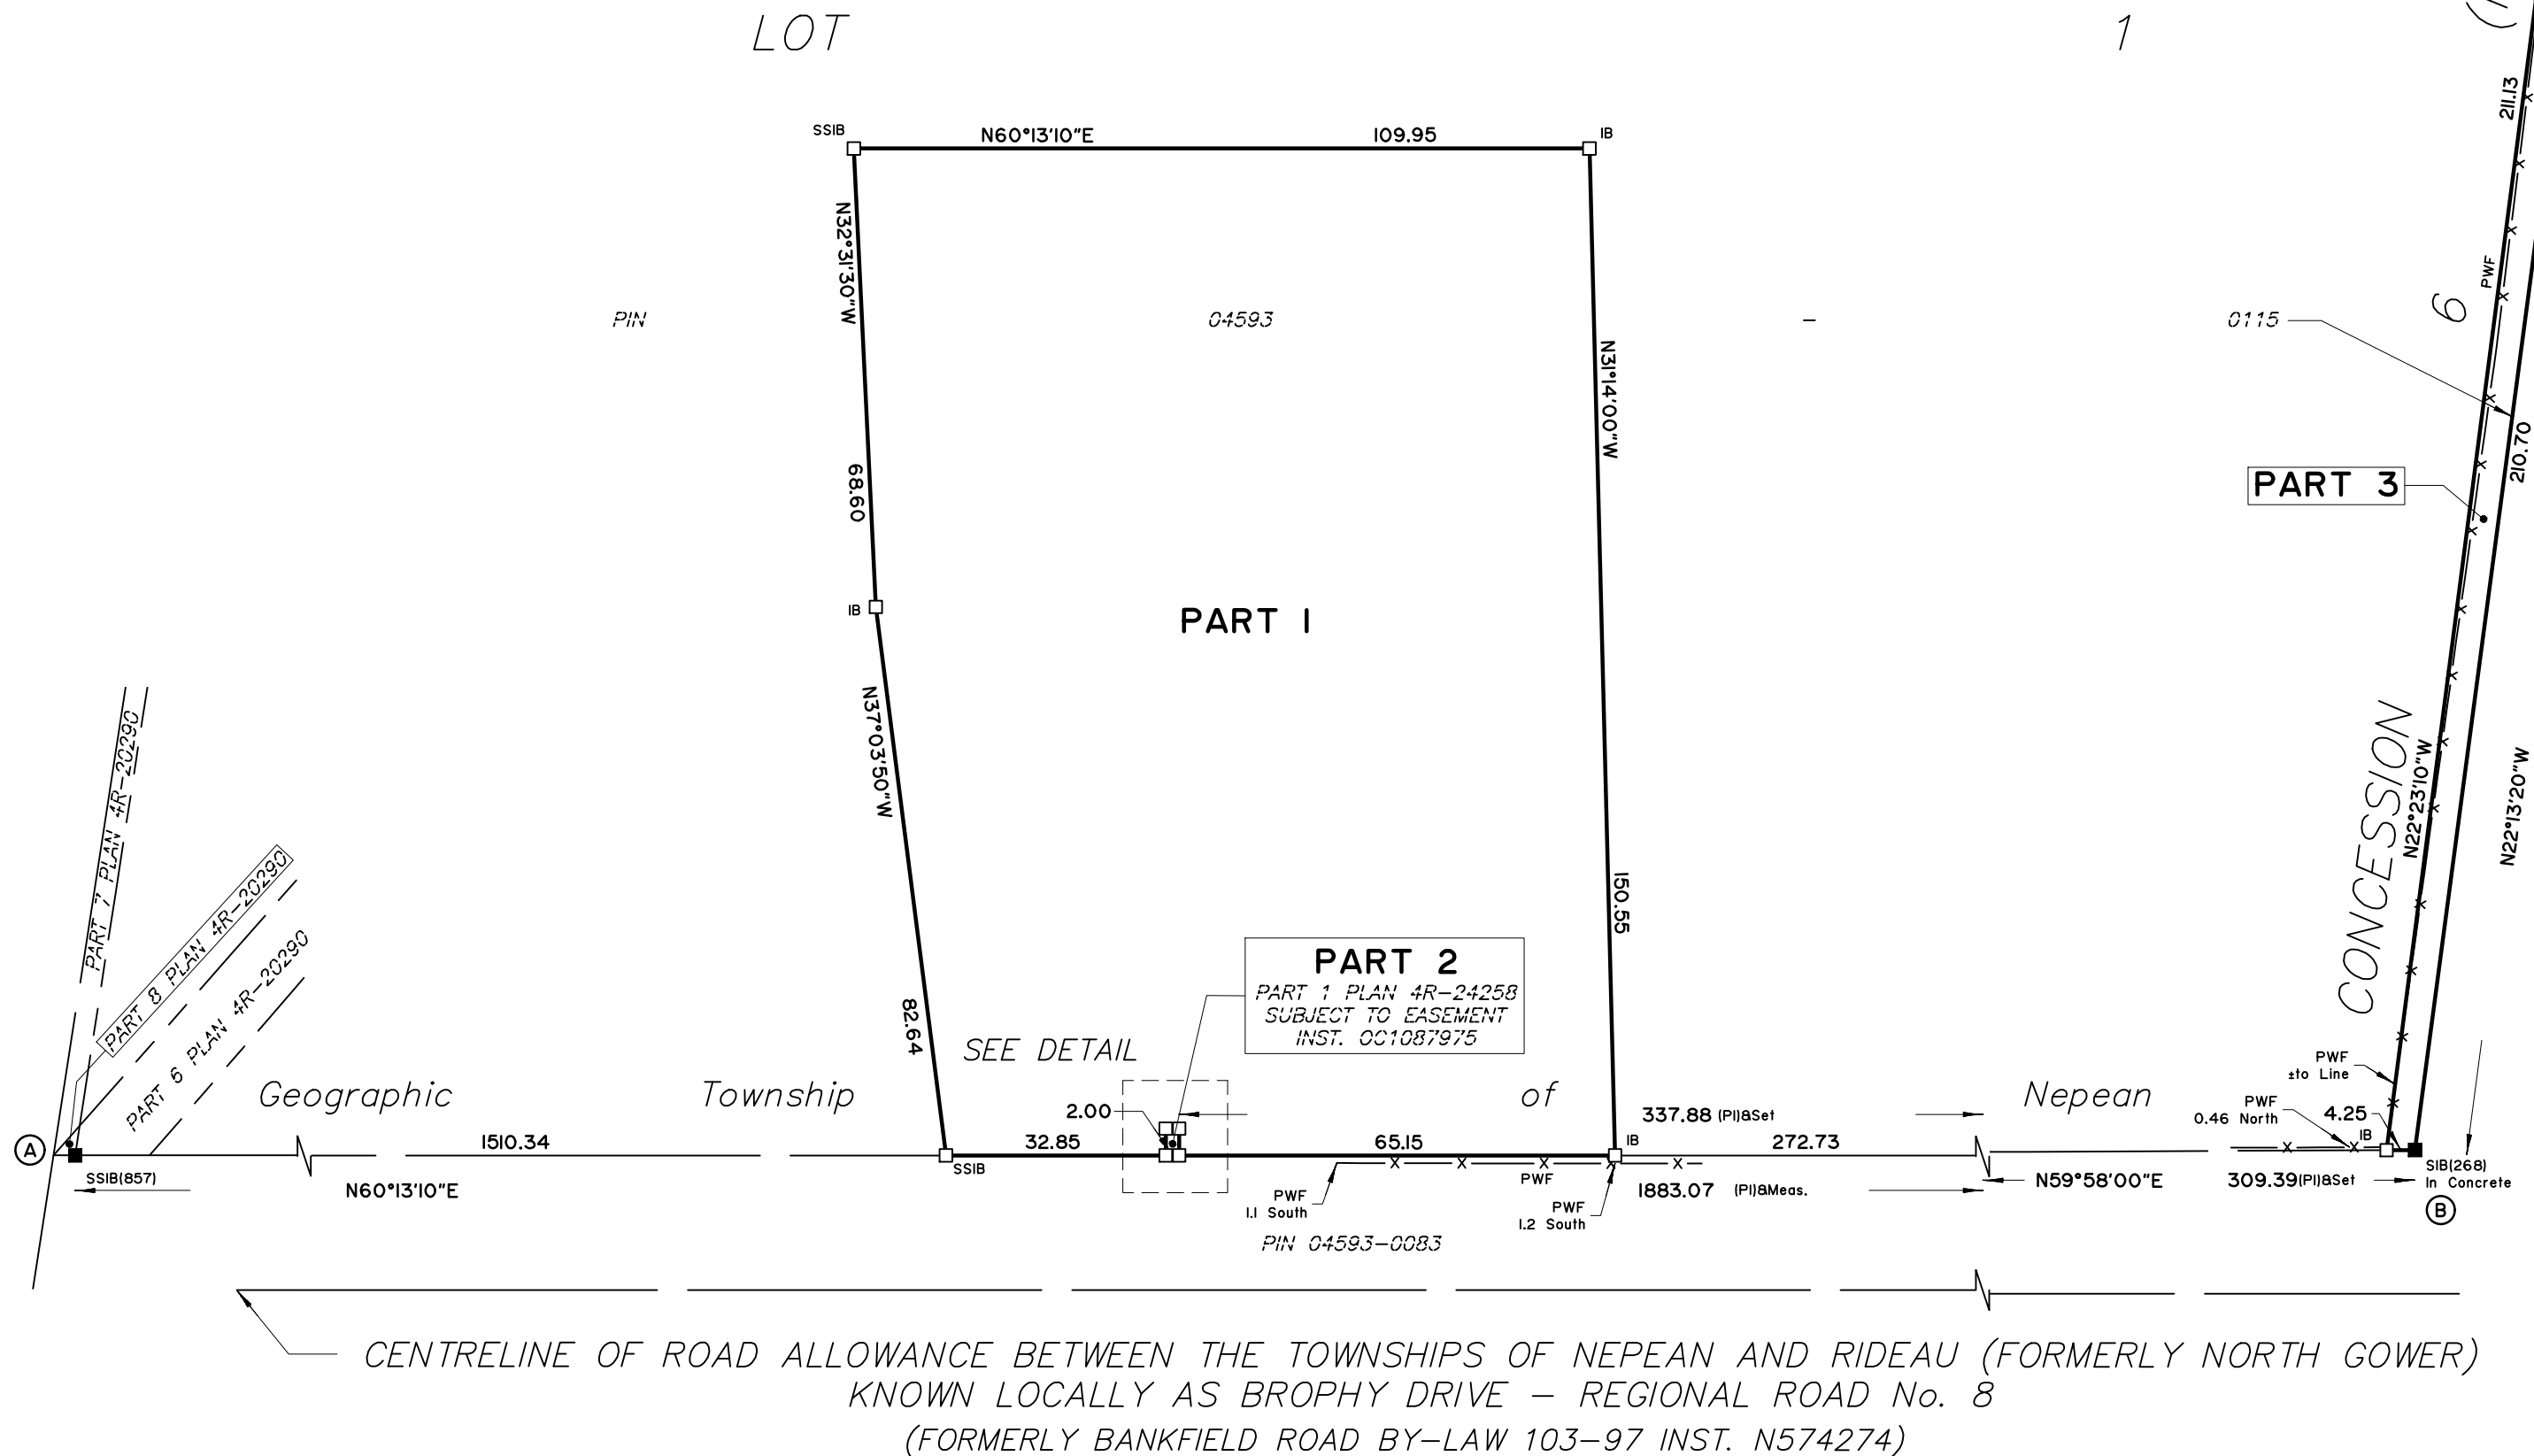 LOT 1
SSIB
N60°13'10"E 109.95
IB
211.13
N32°31'30"W
PIN 04593 - 0115
N31°14'00"W
6
PWF
68.60
210.70
PART 3
IB
PART 1
N37°03'50"W
PART 7 PLAN 4R-20290
CONCESSION
N22°23'10"W
N22°13'20"W
PART 8 PLAN 4R-20290
150.55
PART 6 PLAN 4R-20290
PART 2
PART 1 PLAN 4R-24258
SUBJECT TO EASEMENT
INST. OC1087975
82.64
SEE DETAIL
Geographic Township of Nepean
PWF
±to Line
2.00
337.88 (P1)&Set
PWF
0.46 North
4.25
A
1510.34
32.85
65.15
IB
272.73
IB
SSIB(857)
SSIB
N60°13'10"E
PWF
1.1 South
PWF
PWF
1.2 South
1883.07 (P1)&Meas.
N59°58'00"E
309.39(P1)&Set
SIB(268)
In Concrete
B
PIN 04593-0083
CENTRELINE OF ROAD ALLOWANCE BETWEEN THE TOWNSHIPS OF NEPEAN AND RIDEAU (FORMERLY NORTH GOWER)
KNOWN LOCALLY AS BROPHY DRIVE - REGIONAL ROAD No. 8
(FORMERLY BANKFIELD ROAD BY-LAW 103-97 INST. N574274)